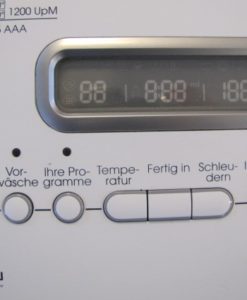 1200 UpM
AAA
88 8:88 188
Vor-
wäsche
Ihre Pro-
gramme
Tempe-
ratur
Fertig in
Schleu-
dern